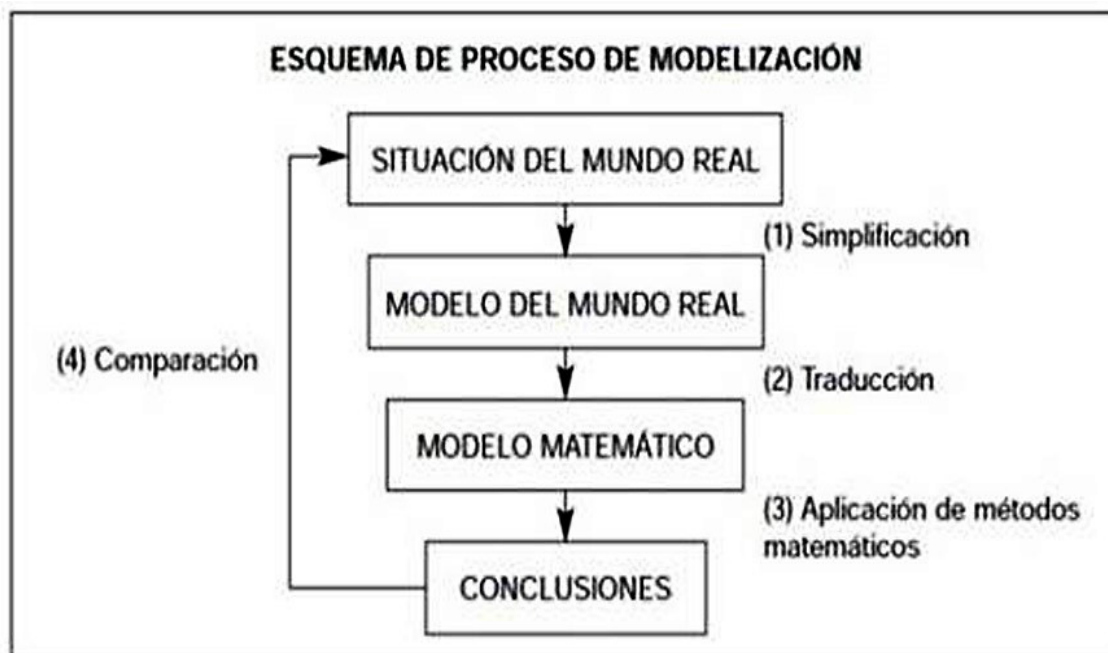 ESQUEMA DE PROCESO DE MODELIZACIÓN
SITUACIÓN DEL MUNDO REAL
(1) Simplificación
MODELO DEL MUNDO REAL
(4) Comparación
(2) Traducción
MODELO MATEMÁTICO
(3) Aplicación de métodos
matemáticos
CONCLUSIONES